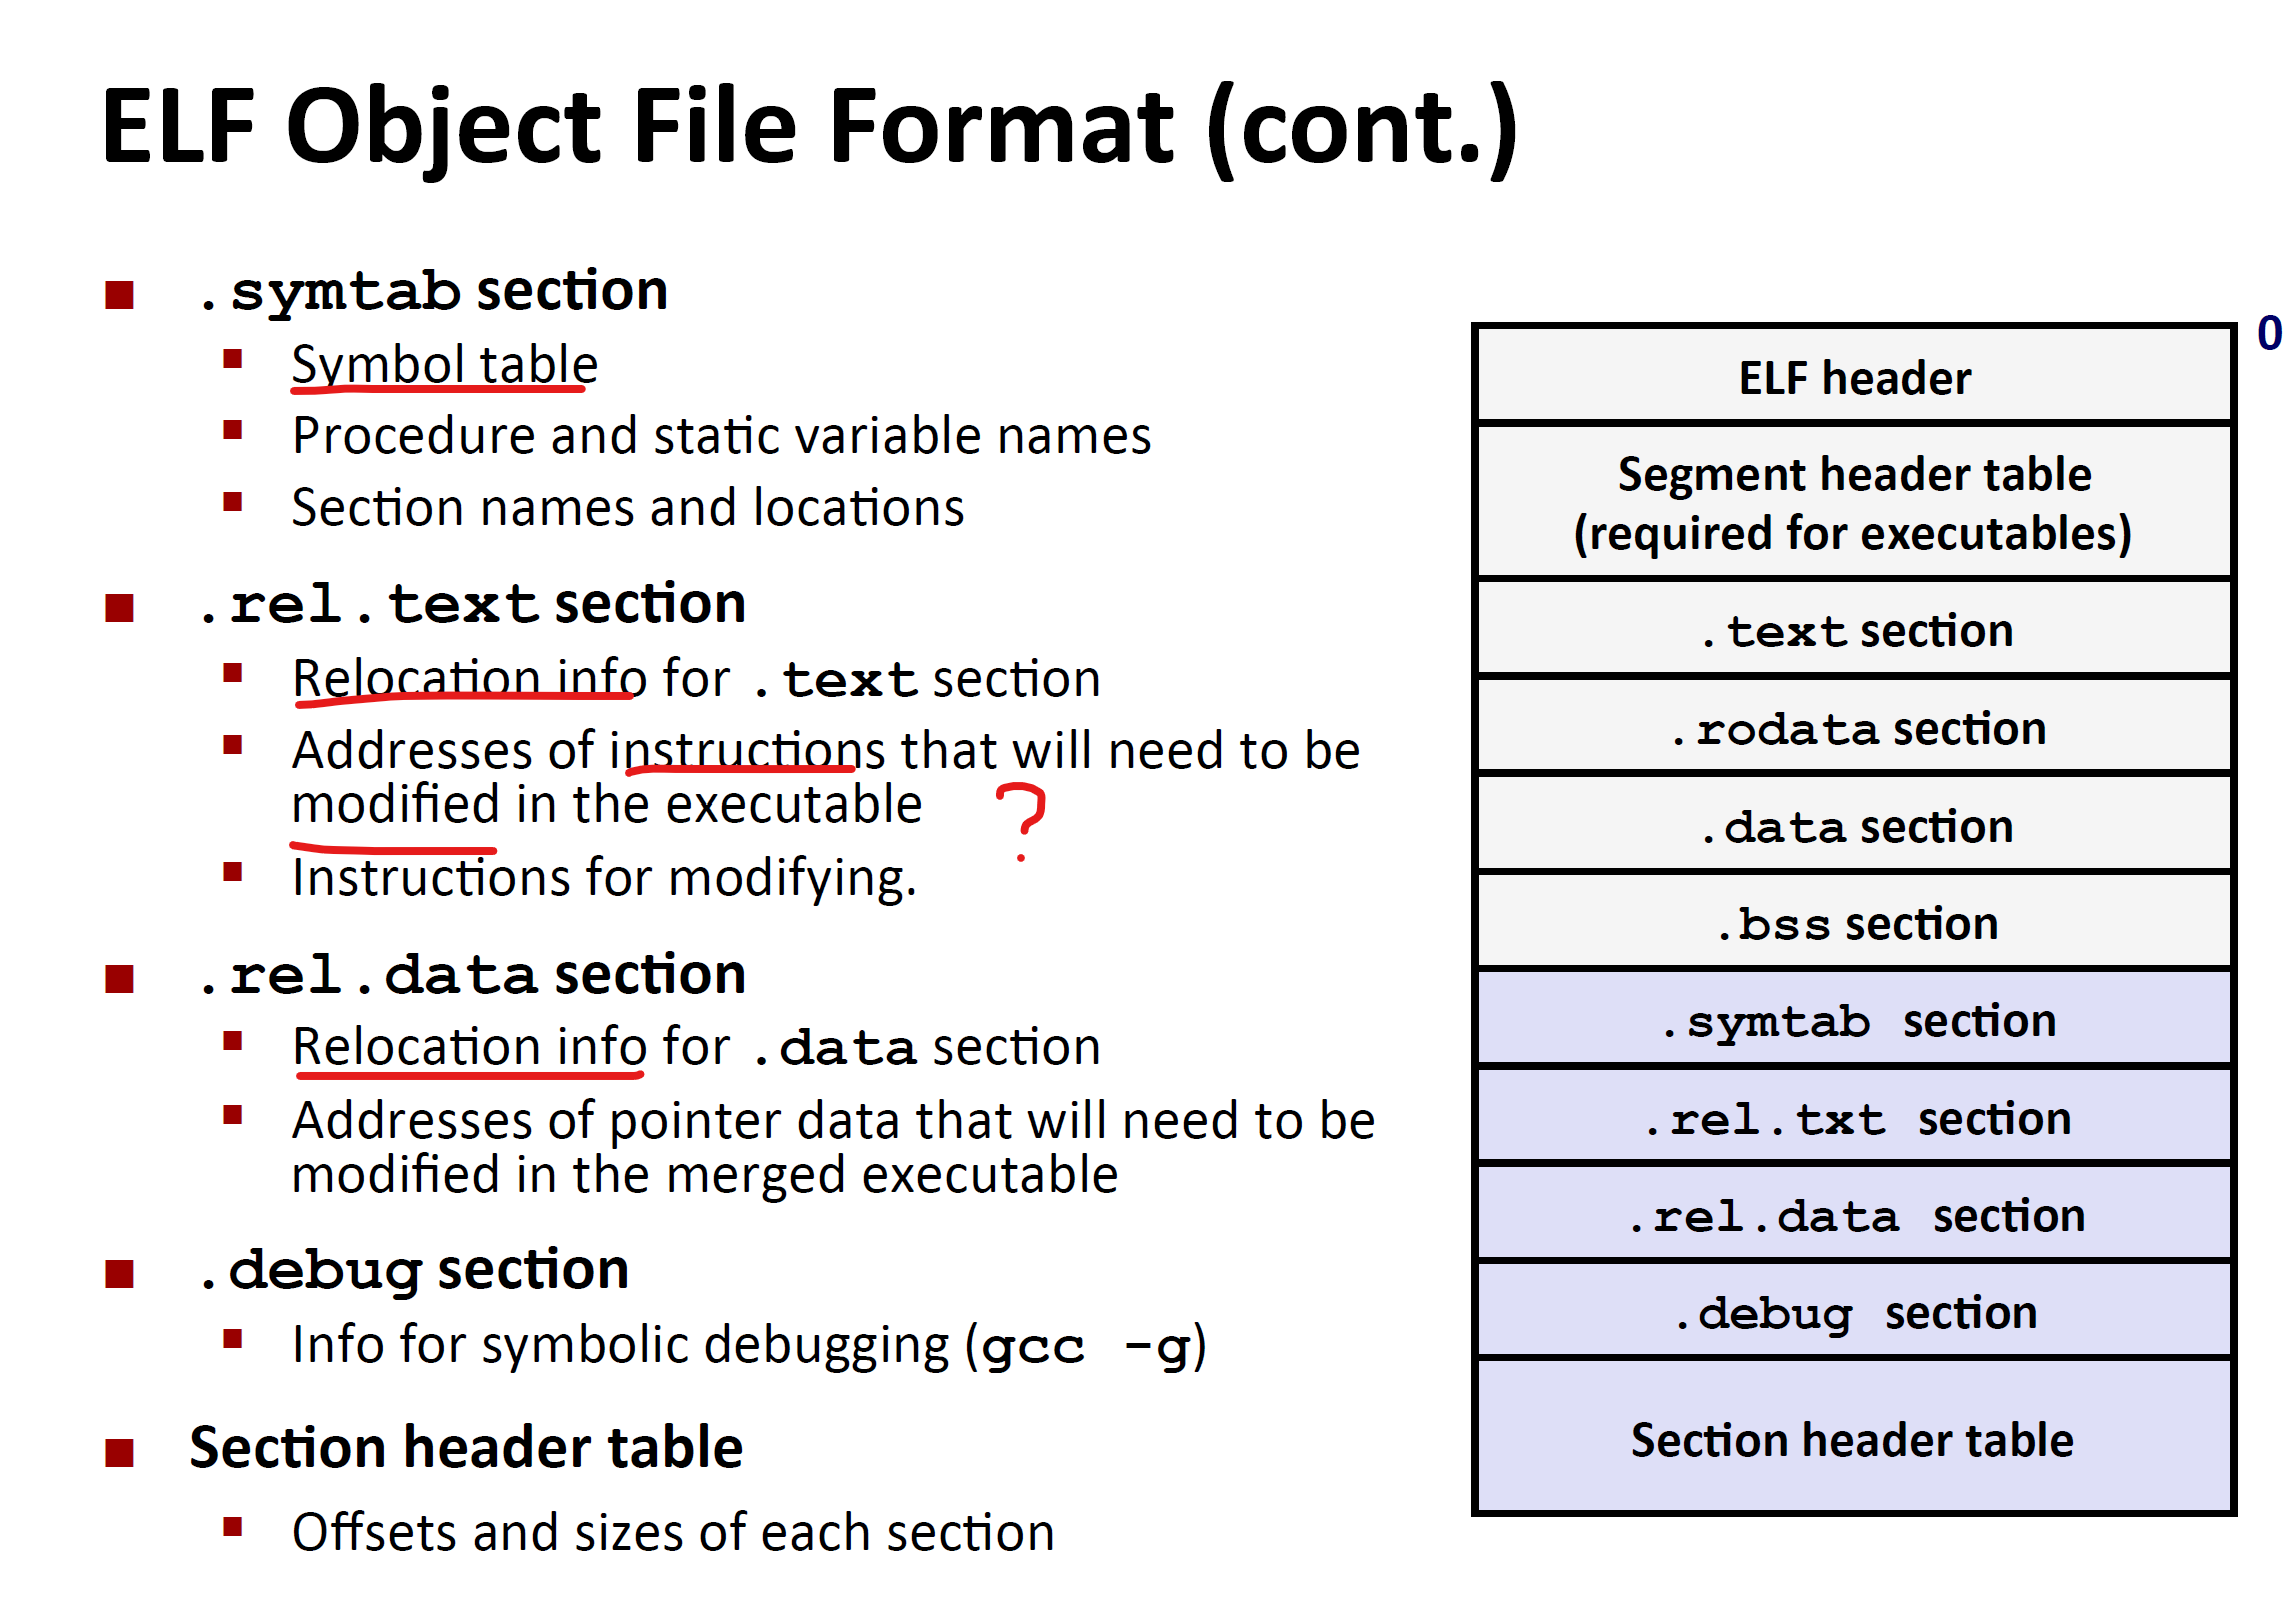 ELF Object File Format (cont.)
.symtab section
Symbol table
Procedure and static variable names
Section names and locations
.rel.text section
Relocation info for .text section
Addresses of instructions that will need to be
modified in the executable
?
Instructions for modifying.
.rel.data section
Relocation info for .data section
Addresses of pointer data that will need to be
modified in the merged executable
.debug section
Info for symbolic debugging (gcc -g)
Section header table
Offsets and sizes of each section
0
ELF header
Segment header table
(required for executables)
.text section
.rodata section
.data section
.bss section
.symtab section
.rel.txt section
.rel.data section
.debug section
Section header table